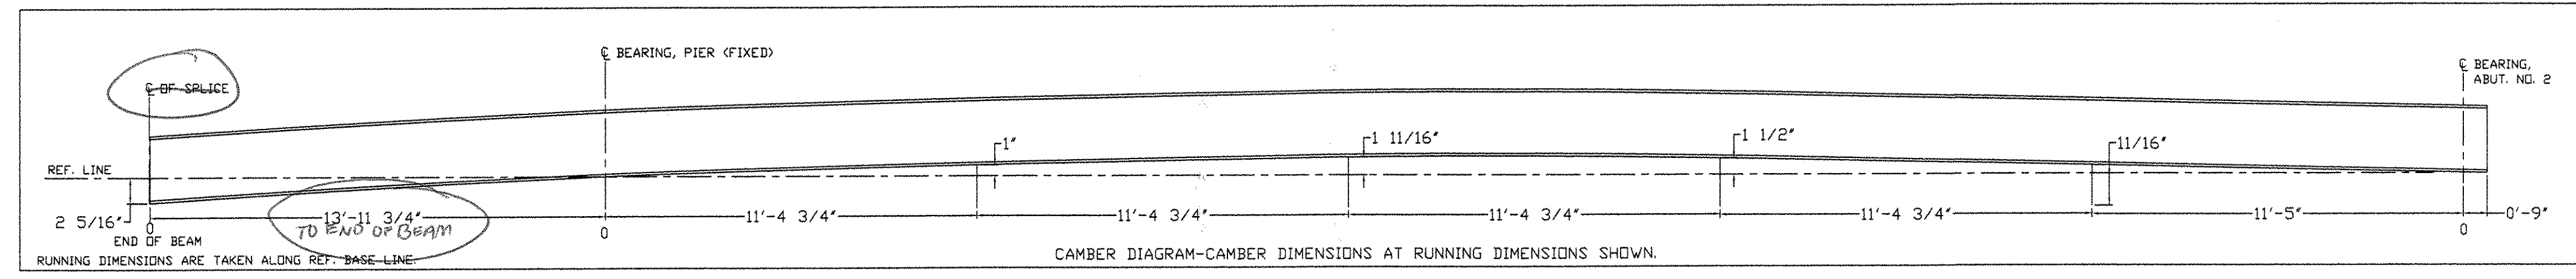 ℄ BEARING, PIER (FIXED)
℄ OF SPLICE
℄ BEARING,
ABUT. NO. 2
1"
1 11/16"
1 1/2"
11/16"
REF. LINE
2 5/16"
13'-11 3/4"
11'-4 3/4"
11'-4 3/4"
11'-4 3/4"
11'-4 3/4"
11'-5"
0'-9"
TO END OF BEAM
0
0
0
END OF BEAM
CAMBER DIAGRAM-CAMBER DIMENSIONS AT RUNNING DIMENSIONS SHOWN.
RUNNING DIMENSIONS ARE TAKEN ALONG REF. BASE LINE.